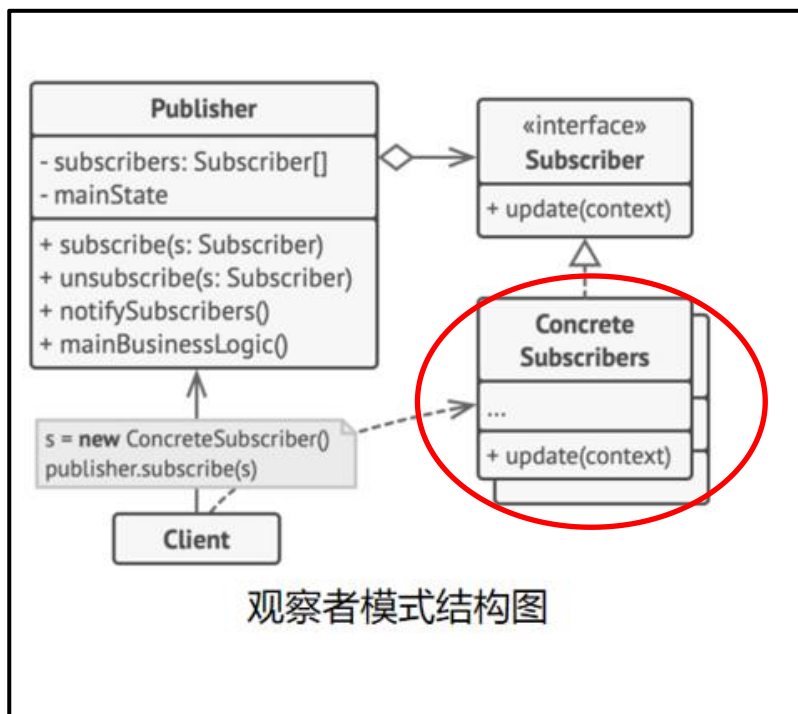 Publisher
- subscribers: Subscriber[]
- mainState
+ subscribe(s: Subscriber)
+ unsubscribe(s: Subscriber)
+ notifySubscribers()
+ mainBusinessLogic()
«interface»
Subscriber
+ update(context)
Concrete
Subscribers
...
+ update(context)
s = new ConcreteSubscriber()
publisher.subscribe(s)
Client
观察者模式结构图